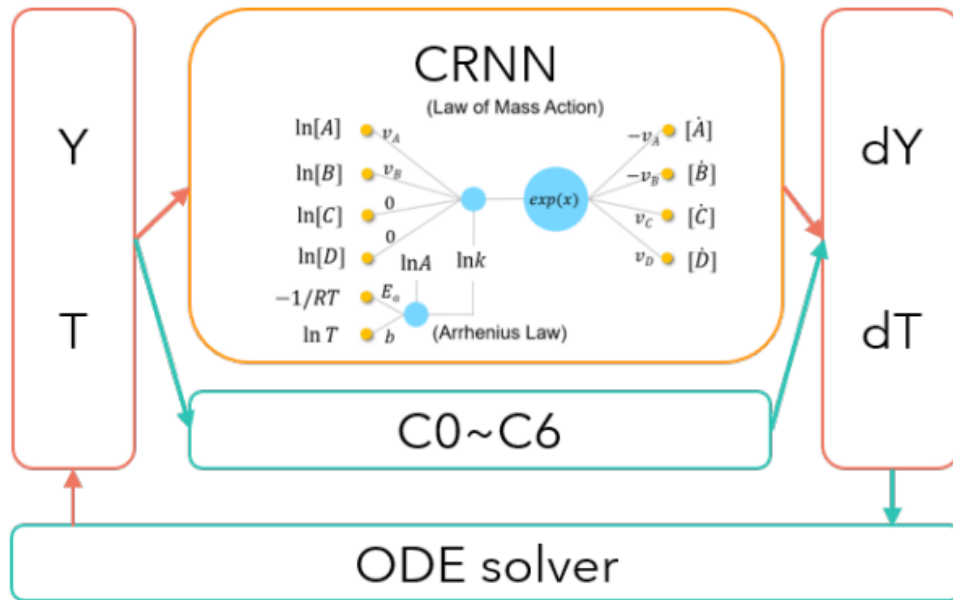 Y
T
CRNN
(Law of Mass Action)
ln[A] v_A
ln[B] v_B
ln[C] 0
ln[D] 0
lnA
lnk
−1/RT E_a
ln T b
(Arrhenius Law)
exp(x)
−v_A [Ȧ]
−v_B [Ḃ]
v_C [Ċ]
v_D [Ḋ]
dY
dT
C0~C6
ODE solver